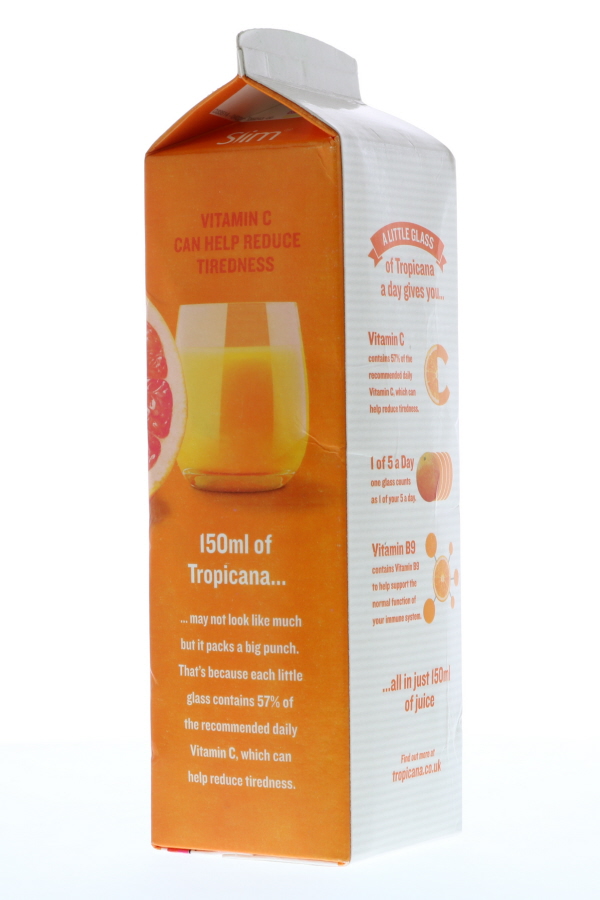 Slim
VITAMIN C
CAN HELP REDUCE
TIREDNESS
150ml of
Tropicana...
... may not look like much
but it packs a big punch.
That's because each little
glass contains 57% of
the recommended daily
Vitamin C, which can
help reduce tiredness.
A LITTLE GLASS
of Tropicana
a day gives you...
Vitamin C
contains 57% of the
recommended daily
Vitamin C, which can
help reduce tiredness.
C
1 of 5 a Day
one glass counts
as 1 of your 5 a day.
Vitamin B9
contains Vitamin B9
to help support the
normal function of
your immune system.
...all in just 150ml
of juice
Find out more at
tropicana.co.uk